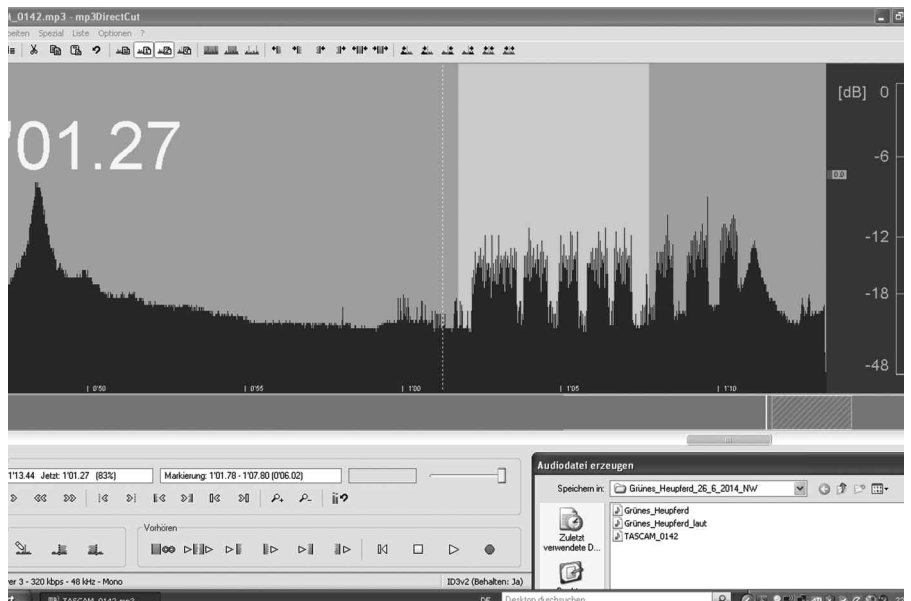 M_0142.mp3 - mp3DirectCut
beiten Spezial Liste Optionen ?
'01.27
[dB] 0
-6
0.0
-12
-18
-48
0'50
0'55
1'00
1'05
1'10
1'13.44 Jetzt: 1'01.27 (83%)
Markierung: 1'01.78 - 1'07.80 (0'06.02)
Vorhören
yer 3 - 320 kbps - 48 kHz - Mono
ID3v2 (Behalten: Ja)
Audiodatei erzeugen
Speichern in:
Grünes_Heupferd_26_6_2014_NW
Zuletzt
verwendete D...
Grünes_Heupferd
Grünes_Heupferd_laut
TASCAM_0142
TASCAM_0142.mp3
DE
Desktop durchsuchen